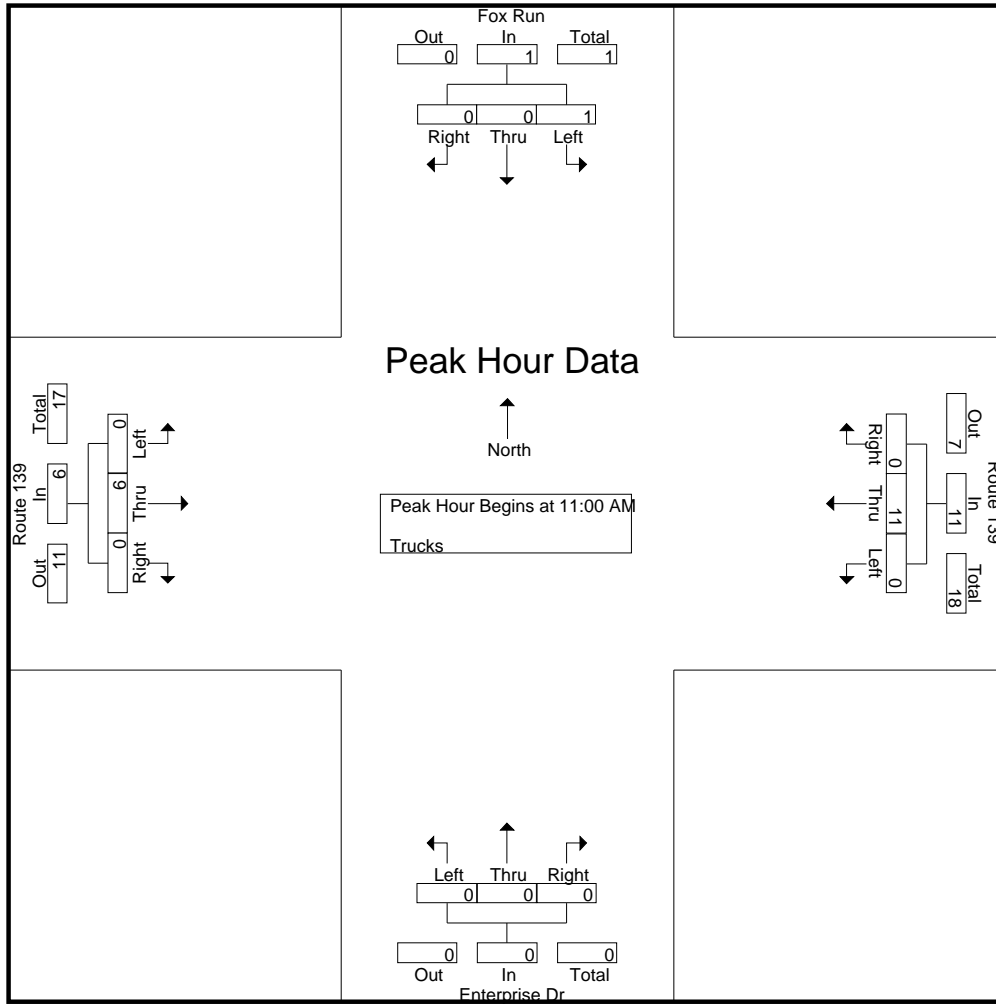 Fox Run
Out In Total
0 1 1
0 0 1
Right Thru Left
Peak Hour Data
North
Peak Hour Begins at 11:00 AM
Trucks
Route 139
Total In Out
17 6 11
0 6 0
Left Thru Right
Route 139
Out In Total
7 11 18
0 11 0
Right Thru Left
Left Thru Right
0 0 0
0 0 0
Out In Total
Enterprise Dr